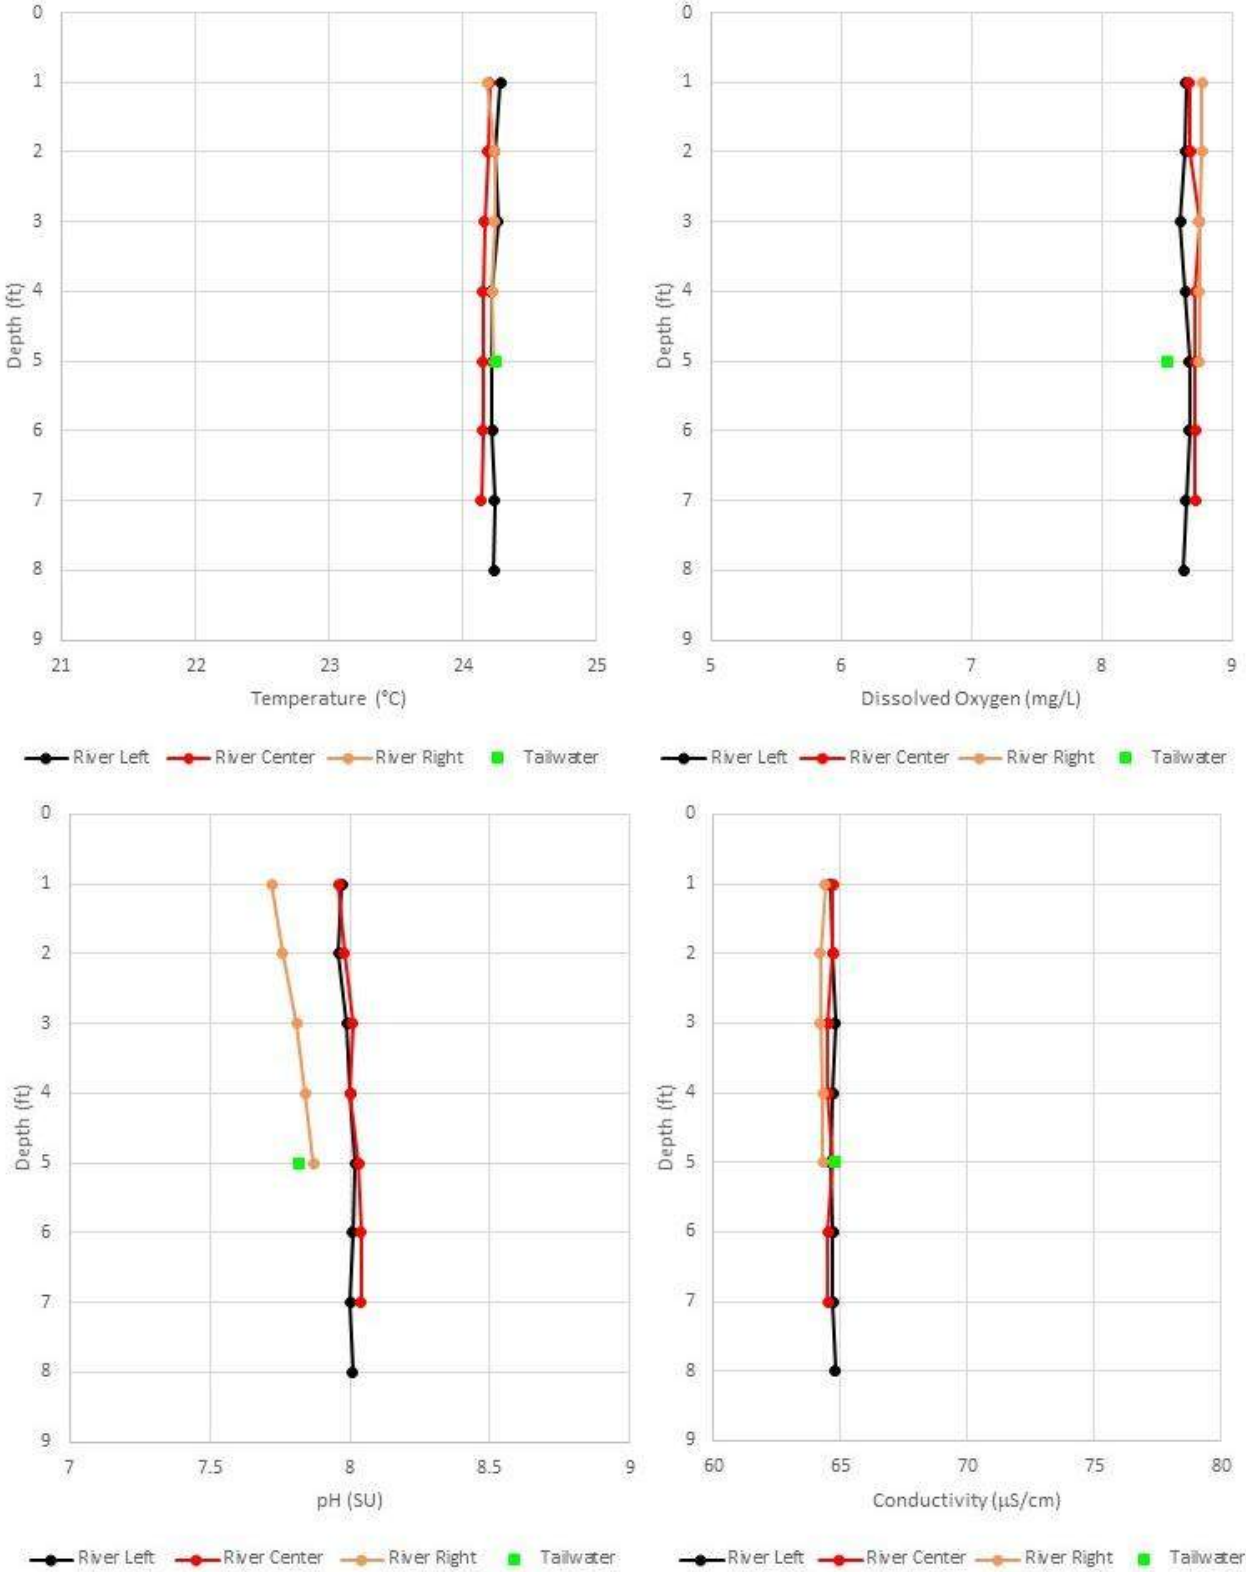 0
1
2
3
4
5
6
7
8
9
Depth (ft)
21 22 23 24 25
Temperature (°C)
River Left River Center River Right Tailwater
0
1
2
3
4
5
6
7
8
9
Depth (ft)
5 6 7 8 9
Dissolved Oxygen (mg/L)
River Left River Center River Right Tailwater
0
1
2
3
4
5
6
7
8
9
Depth (ft)
7 7.5 8 8.5 9
pH (SU)
River Left River Center River Right Tailwater
0
1
2
3
4
5
6
7
8
9
Depth (ft)
60 65 70 75 80
Conductivity (µS/cm)
River Left River Center River Right Tailwater